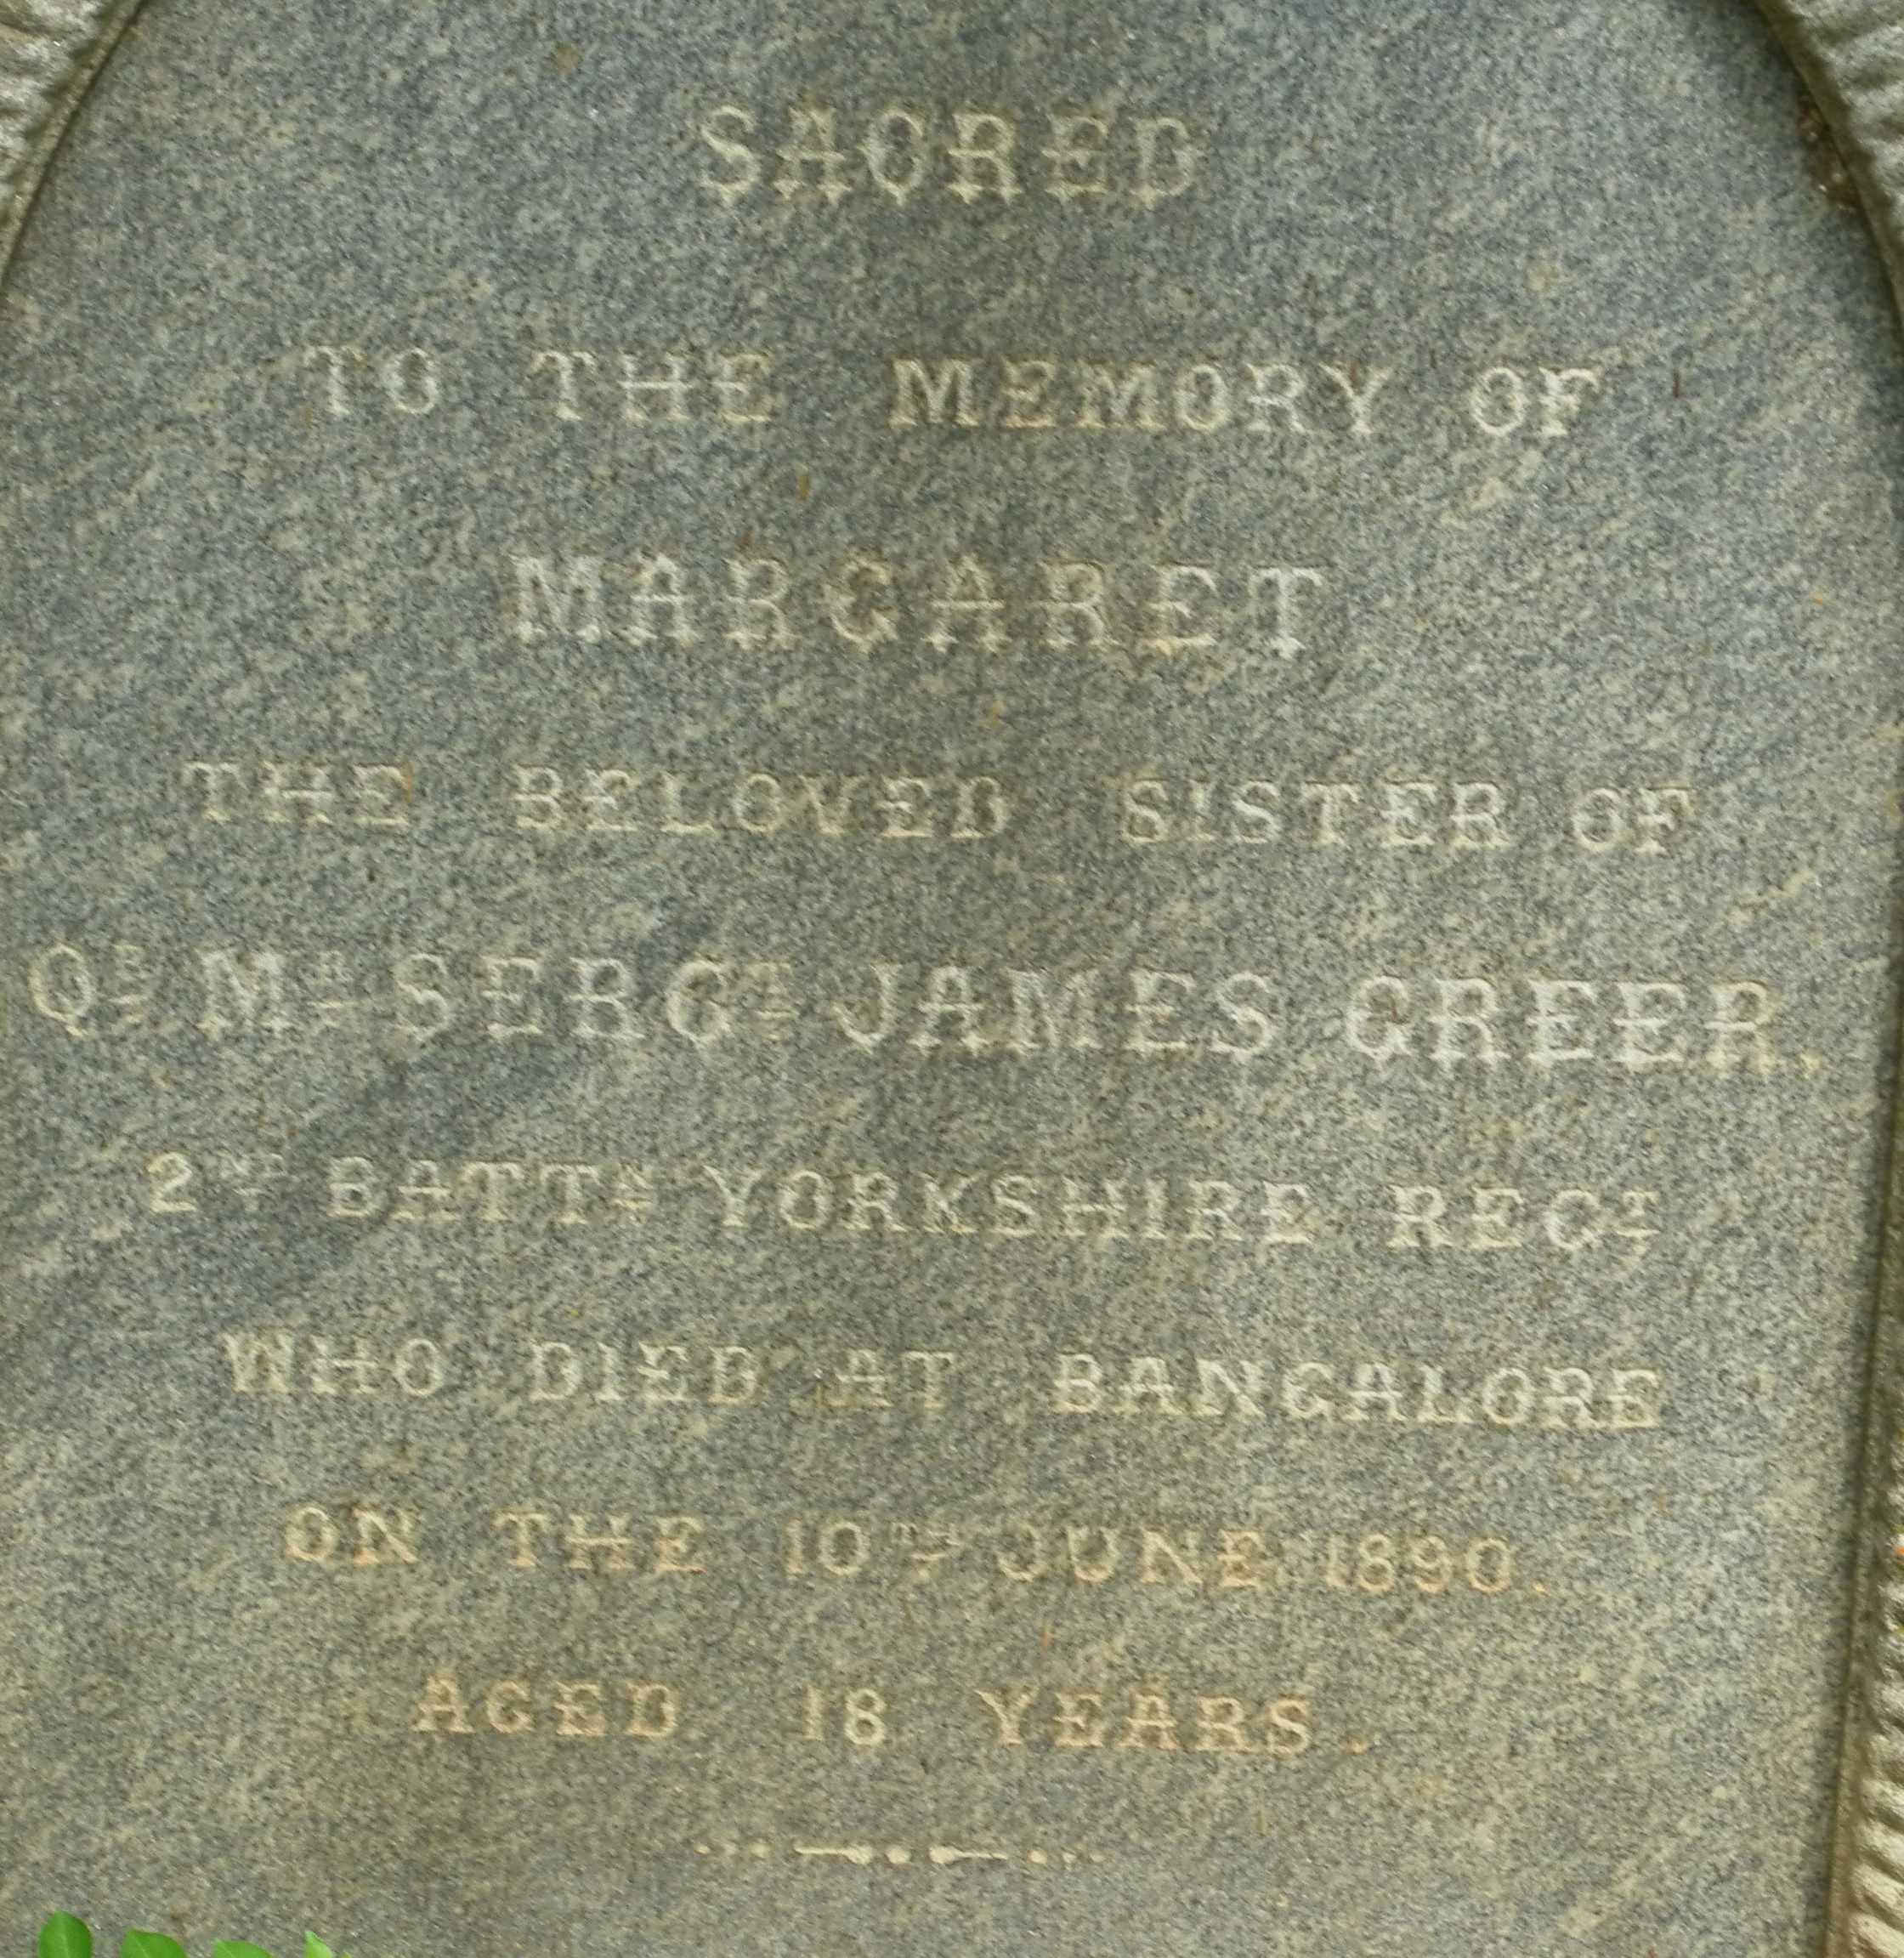 SACRED
TO THE MEMORY OF
MARGARET
THE BELOVED SISTER OF
QR MR SERGT JAMES GREER.
2ND BATTN YORKSHIRE REGT
WHO DIED AT BANGALORE
ON THE 10TH JUNE 1890.
AGED 18 YEARS.